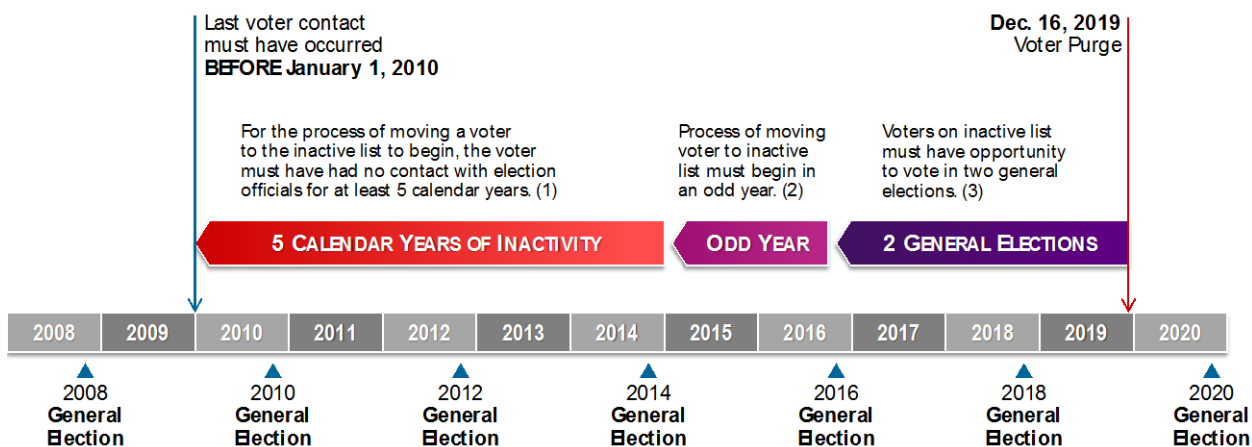 Last voter contact
must have occurred
BEFORE January 1, 2010
Dec. 16, 2019
Voter Purge
For the process of moving a voter
to the inactive list to begin, the voter
must have had no contact with election
officials for at least 5 calendar years. (1)
Process of moving
voter to inactive
list must begin in
an odd year. (2)
Voters on inactive list
must have opportunity
to vote in two general
elections. (3)
5 CALENDAR YEARS OF INACTIVITY
ODD YEAR
2 GENERAL ELECTIONS
2008 2009 2010 2011 2012 2013 2014 2015 2016 2017 2018 2019 2020
2008
General
Election
2010
General
Election
2012
General
Election
2014
General
Election
2016
General
Election
2018
General
Election
2020
General
Election